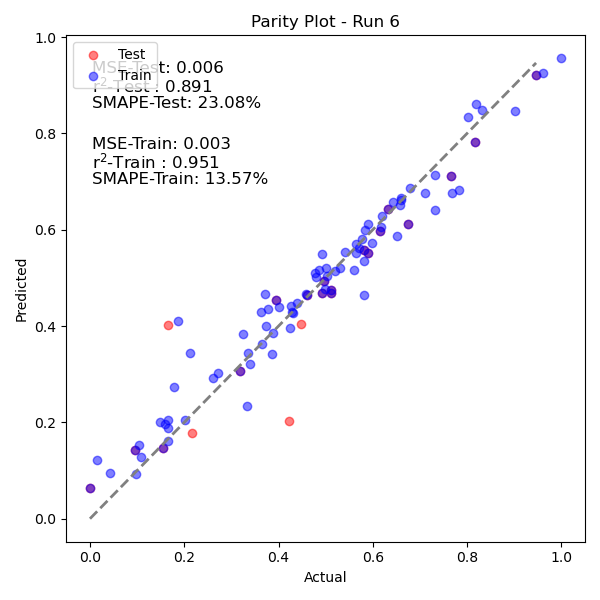 Parity Plot - Run 6
Test
Train
MSE-Test: 0.006
r²-Test : 0.891
SMAPE-Test: 23.08%
MSE-Train: 0.003
r²-Train : 0.951
SMAPE-Train: 13.57%
Predicted
1.0
0.8
0.6
0.4
0.2
0.0
0.0 0.2 0.4 0.6 0.8 1.0
Actual